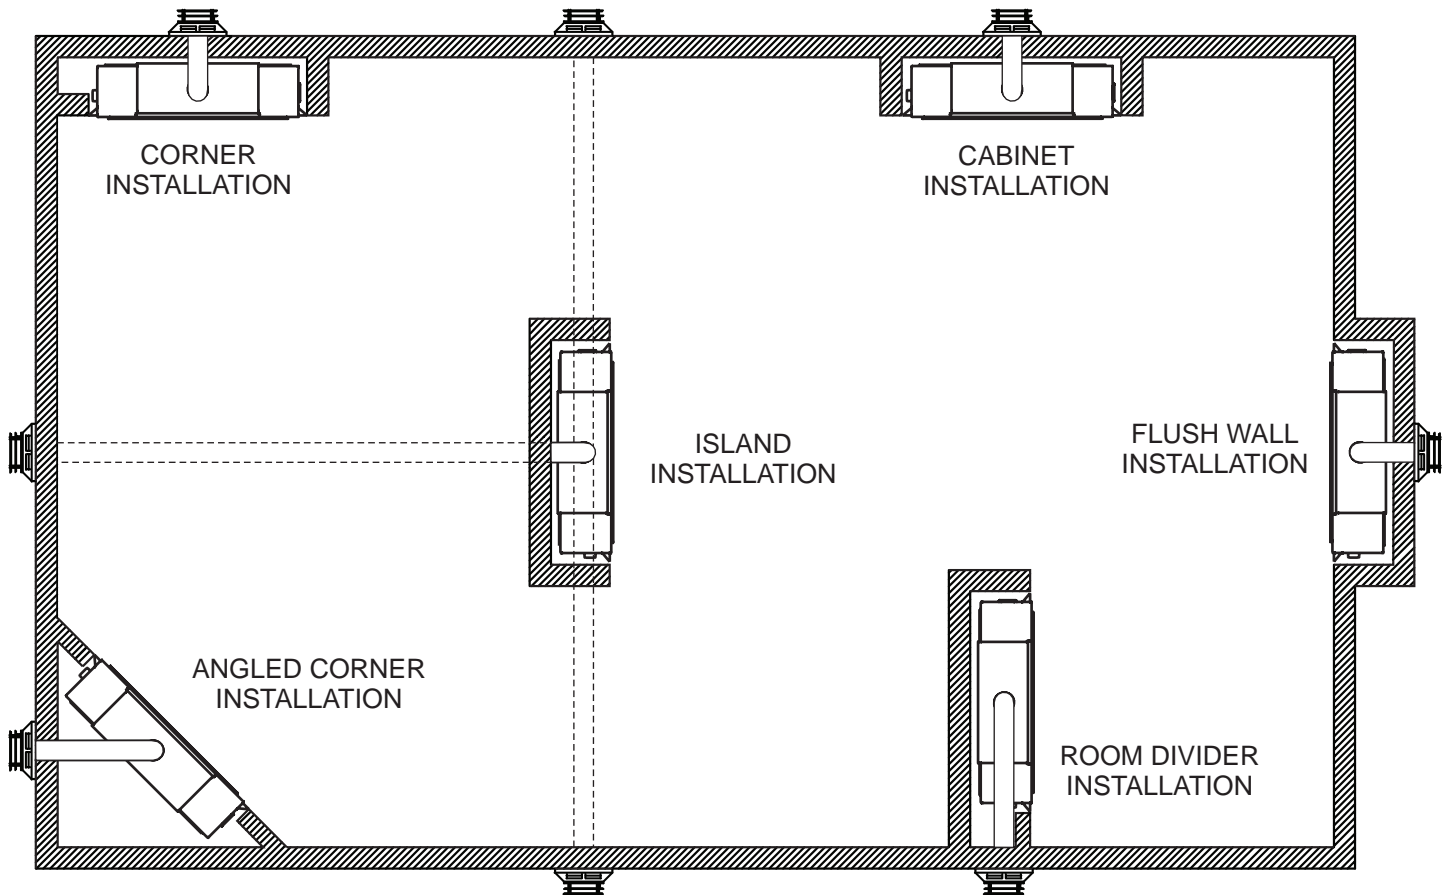 CORNER
INSTALLATION
CABINET
INSTALLATION
ISLAND
INSTALLATION
FLUSH WALL
INSTALLATION
ANGLED CORNER
INSTALLATION
ROOM DIVIDER
INSTALLATION